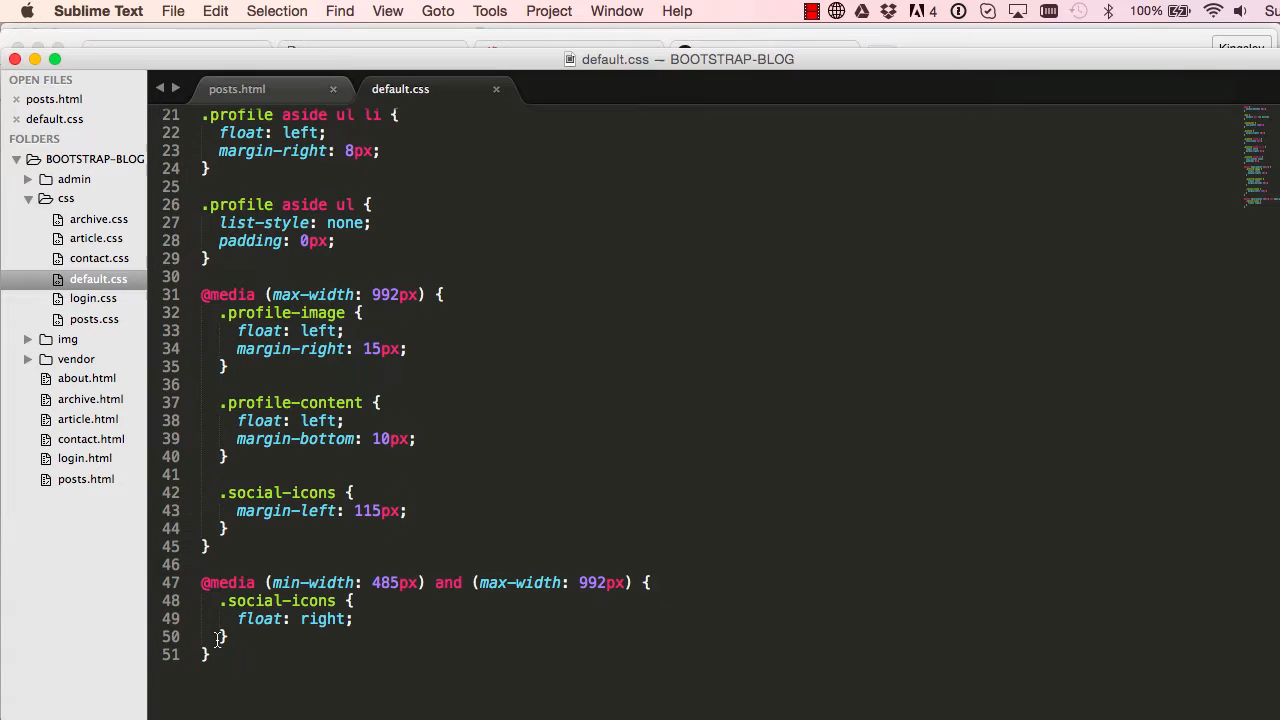 Sublime Text File Edit Selection Find View Goto Tools Project Window Help 4 100% Su
Kingsley
default.css — BOOTSTRAP-BLOG
OPEN FILES
posts.html
default.css
FOLDERS
BOOTSTRAP-BLOG
admin
css
archive.css
article.css
contact.css
default.css
login.css
posts.css
img
vendor
about.html
archive.html
article.html
contact.html
login.html
posts.html
posts.html × default.css ×
21 .profile aside ul li {
22 float: left;
23 margin-right: 8px;
24 }
25
26 .profile aside ul {
27 list-style: none;
28 padding: 0px;
29 }
30
31 @media (max-width: 992px) {
32 .profile-image {
33 float: left;
34 margin-right: 15px;
35 }
36
37 .profile-content {
38 float: left;
39 margin-bottom: 10px;
40 }
41
42 .social-icons {
43 margin-left: 115px;
44 }
45 }
46
47 @media (min-width: 485px) and (max-width: 992px) {
48 .social-icons {
49 float: right;
50 }
51 }